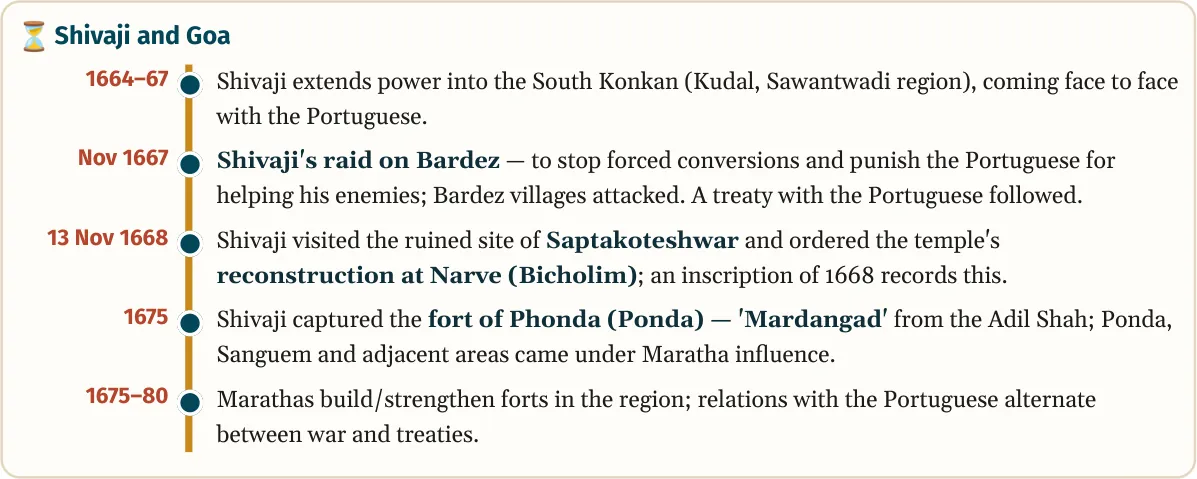 ⏳ Shivaji and Goa
1664–67
Shivaji extends power into the South Konkan (Kudal, Sawantwadi region), coming face to face
with the Portuguese.
Nov 1667
Shivaji's raid on Bardez — to stop forced conversions and punish the Portuguese for
helping his enemies; Bardez villages attacked. A treaty with the Portuguese followed.
13 Nov 1668
Shivaji visited the ruined site of Saptakoteshwar and ordered the temple's
reconstruction at Narve (Bicholim); an inscription of 1668 records this.
1675
Shivaji captured the fort of Phonda (Ponda) — 'Mardangad' from the Adil Shah; Ponda,
Sanguem and adjacent areas came under Maratha influence.
1675–80
Marathas build/strengthen forts in the region; relations with the Portuguese alternate
between war and treaties.